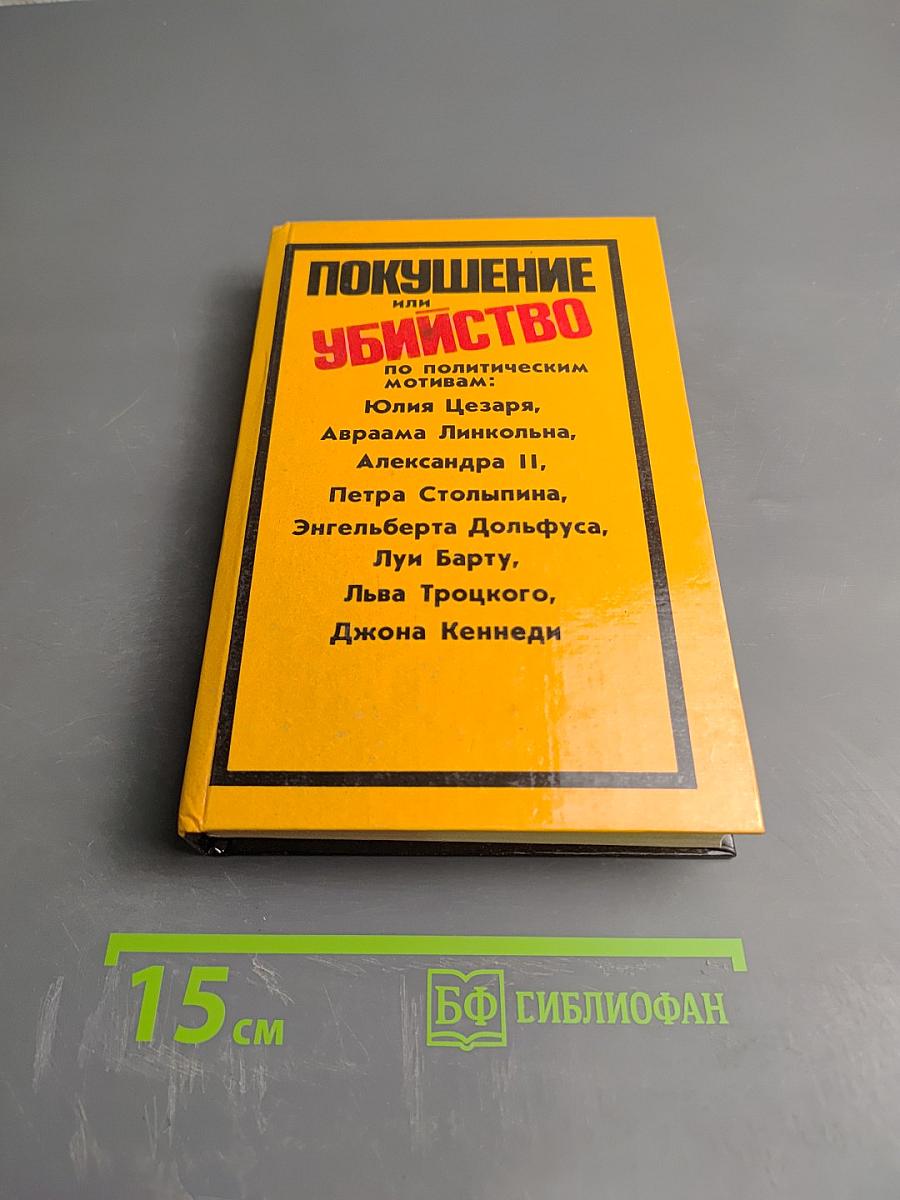 ПОКУШЕНИЕ
или
УБИЙСТВО
по политическим
мотивам:
Юлия Цезаря,
Авраама Линкольна,
Александра II,
Петра Столыпина,
Энгельберта Дольфуса,
Луи Барту,
Льва Троцкого,
Джона Кеннеди
15 см
БФ СИБЛИОФАН